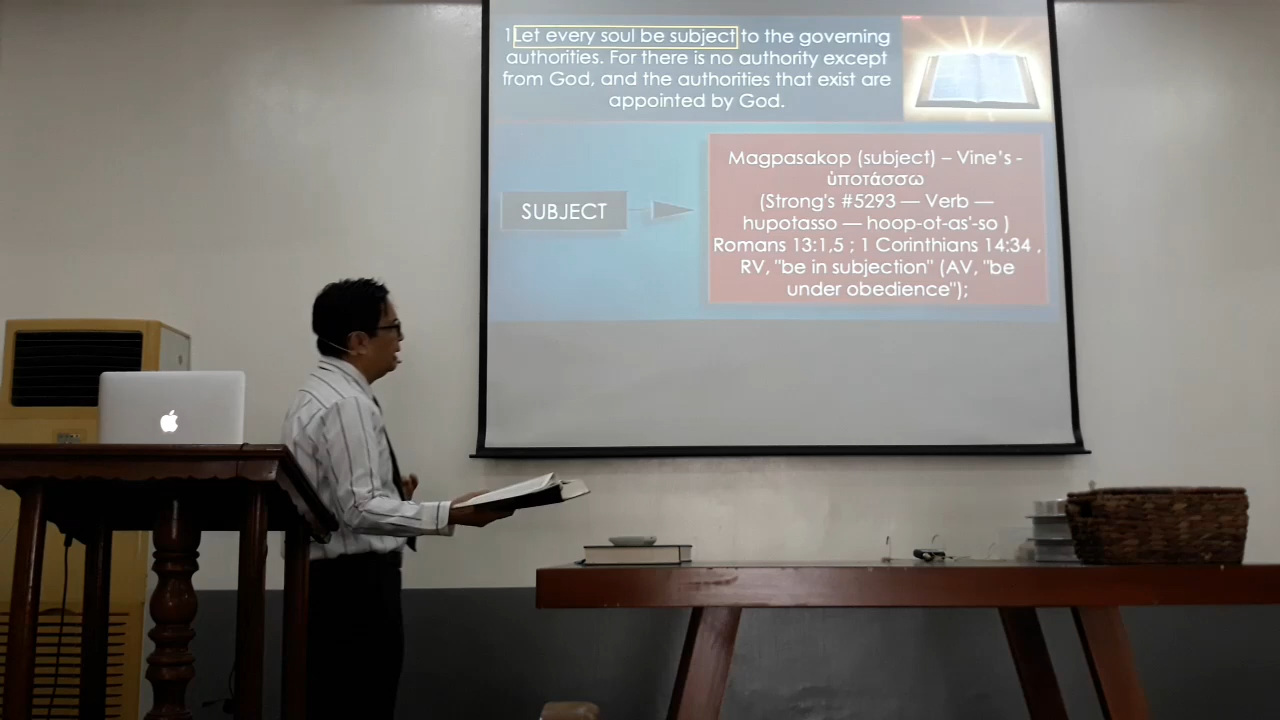 1 Let every soul be subject to the governing
authorities. For there is no authority except
from God, and the authorities that exist are
appointed by God.
SUBJECT
Magpasakop (subject) – Vine's -
ὑποτάσσω
(Strong's #5293 — Verb —
hupotasso — hoop-ot-as'-so )
Romans 13:1,5 ; 1 Corinthians 14:34 ,
RV, "be in subjection" (AV, "be
under obedience");